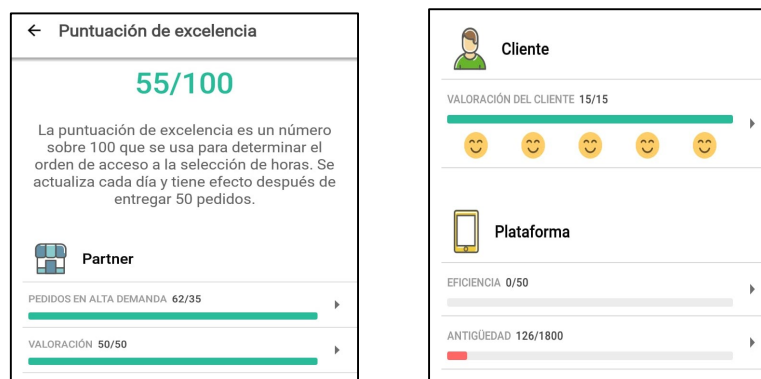 Puntuación de excelencia
55/100
La puntuación de excelencia es un número
sobre 100 que se usa para determinar el
orden de acceso a la selección de horas. Se
actualiza cada día y tiene efecto después de
entregar 50 pedidos.
Partner
PEDIDOS EN ALTA DEMANDA 62/35
VALORACIÓN 50/50
Cliente
VALORACIÓN DEL CLIENTE 15/15
Plataforma
EFICIENCIA 0/50
ANTIGÜEDAD 126/1800